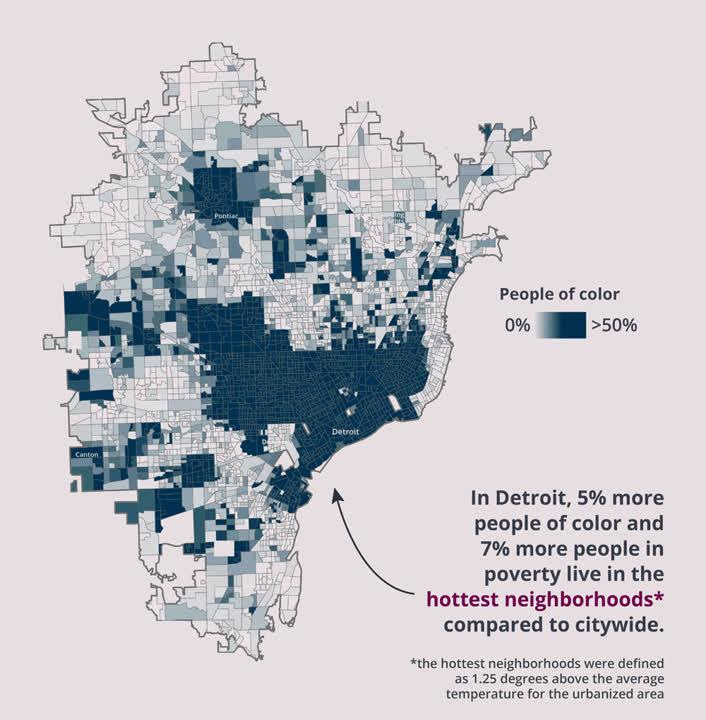 Pontiac
People of color
0% >50%
Detroit
Canton
In Detroit, 5% more
people of color and
7% more people in
poverty live in the
hottest neighborhoods*
compared to citywide.
*the hottest neighborhoods were defined
as 1.25 degrees above the average
temperature for the urbanized area